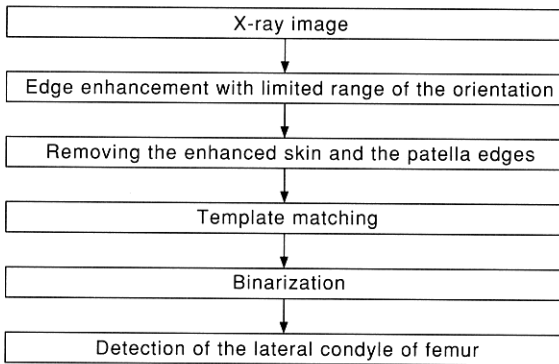 X-ray image
Edge enhancement with limited range of the orientation
Removing the enhanced skin and the patella edges
Template matching
Binarization
Detection of the lateral condyle of femur